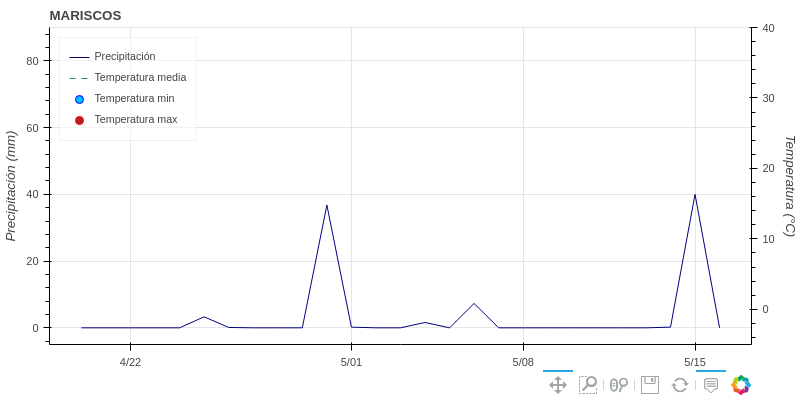 MARISCOS
Precipitación
Temperatura media
Temperatura min
Temperatura max
Precipitación (mm)
80
60
40
20
0
40
30
20
10
0
Temperatura (°C)
4/22
5/01
5/08
5/15